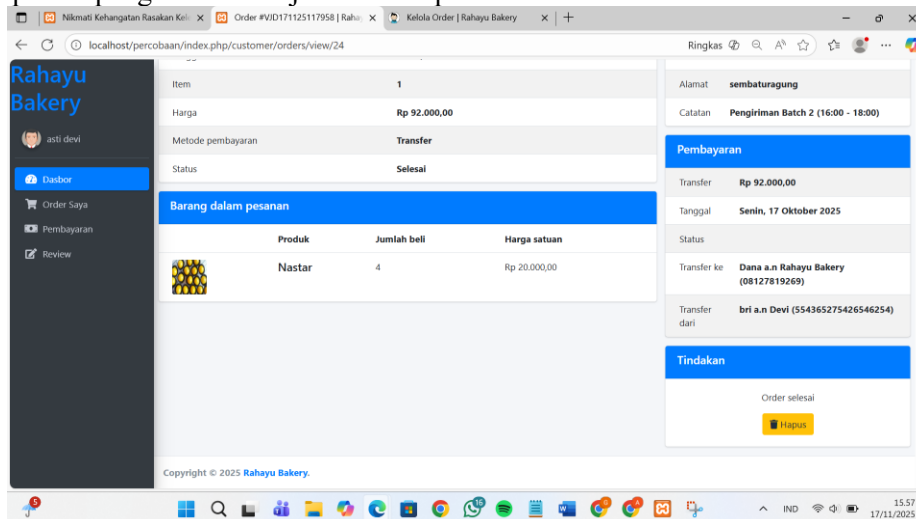 Nikmati Kehangatan Rasakan Kel
Order #VJD171125117958 | Raha
Kelola Order | Rahayu Bakery
localhost/percobaan/index.php/customer/orders/view/24
Ringkas
Rahayu
Bakery
asti devi
Dasbor
Order Saya
Pembayaran
Review
Item 1
Harga Rp 92.000,00
Metode pembayaran Transfer
Status Selesai
Barang dalam pesanan
Produk Jumlah beli Harga satuan
Nastar 4 Rp 20.000,00
Alamat sembaturagung
Catatan Pengiriman Batch 2 (16:00 - 18:00)
Pembayaran
Transfer Rp 92.000,00
Tanggal Senin, 17 Oktober 2025
Status
Transfer ke Dana a.n Rahayu Bakery
(08127819269)
Transfer bri a.n Devi (554365275426546254)
dari
Tindakan
Order selesai
Hapus
Copyright © 2025 Rahayu Bakery.
IND
15.57
17/11/2025